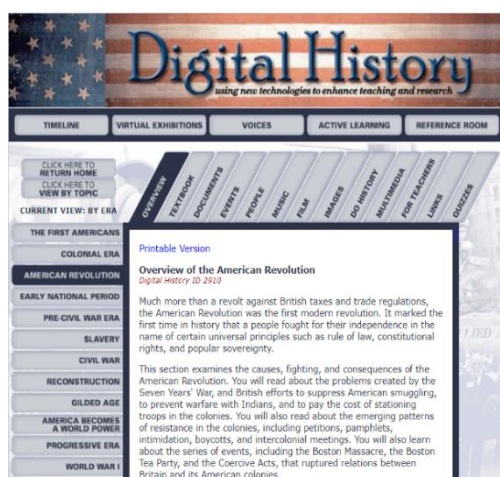 Digital History
using new technologies to enhance teaching and research
TIMELINE
VIRTUAL EXHIBITIONS
VOICES
ACTIVE LEARNING
REFERENCE ROOM
CLICK HERE TO
RETURN HOME
CLICK HERE TO
VIEW BY TOPIC
CURRENT VIEW: BY ERA
OVERVIEW
TEXTBOOK
DOCUMENTS
EVENTS
PEOPLE
MUSIC
FILM
IMAGES
DO HISTORY
MULTIMEDIA
FOR TEACHERS
LINKS
QUIZZES
THE FIRST AMERICANS
COLONIAL ERA
AMERICAN REVOLUTION
EARLY NATIONAL PERIOD
PRE-CIVIL WAR ERA
SLAVERY
CIVIL WAR
RECONSTRUCTION
GILDED AGE
AMERICA BECOMES
A WORLD POWER
PROGRESSIVE ERA
WORLD WAR I
Printable Version
Overview of the American Revolution
Digital History ID 2910
Much more than a revolt against British taxes and trade regulations,
the American Revolution was the first modern revolution. It marked the
first time in history that a people fought for their independence in the
name of certain universal principles such as rule of law, constitutional
rights, and popular sovereignty.
This section examines the causes, fighting, and consequences of the
American Revolution. You will read about the problems created by the
Seven Years' War, and British efforts to suppress American smuggling,
to prevent warfare with Indians, and to pay the cost of stationing
troops in the colonies. You will also read about the emerging patterns
of resistance in the colonies, including petitions, pamphlets,
intimidation, boycotts, and intercolonial meetings. You will also learn
about the series of events, including the Boston Massacre, the Boston
Tea Party, and the Coercive Acts, that ruptured relations between
Britain and its American colonies.